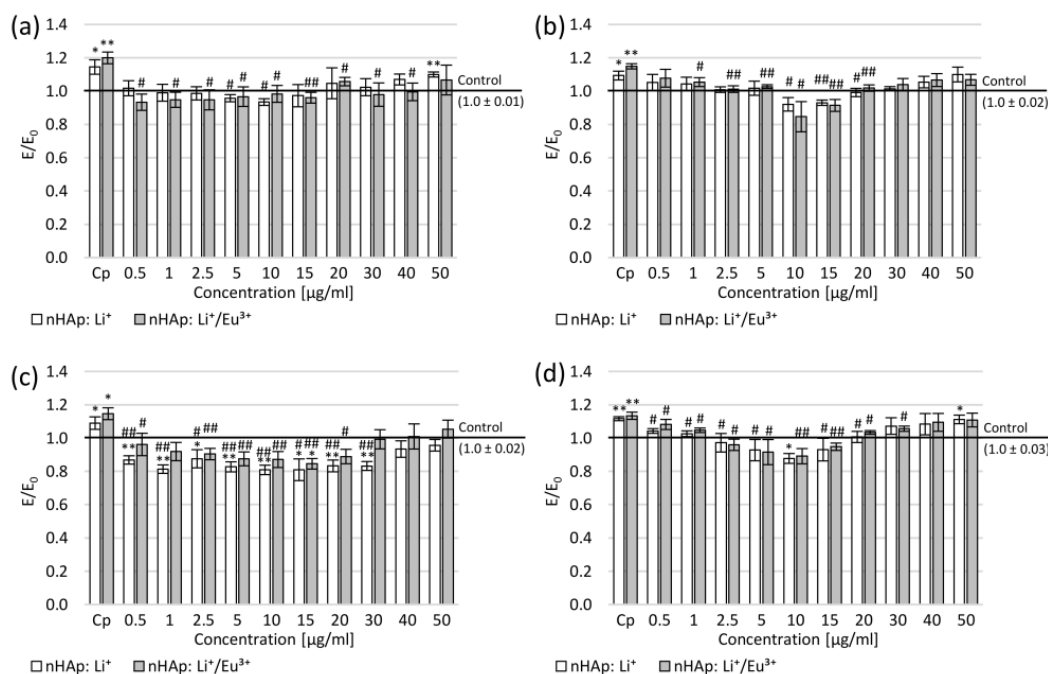 (a)
1.4
1.2
1.0
0.8
0.6
0.4
0.2
0.0
E/E₀
* ** # # # # # # # # ## # # # **
Control
(1.0 ± 0.01)
Cp 0.5 1 2.5 5 10 15 20 30 40 50
Concentration [µg/ml]
nHAp: Li⁺ nHAp: Li⁺/Eu³⁺
(b)
1.4
1.2
1.0
0.8
0.6
0.4
0.2
0.0
E/E₀
* ** # ## ## # # ## ## # ##
Control
(1.0 ± 0.02)
Cp 0.5 1 2.5 5 10 15 20 30 40 50
Concentration [µg/ml]
nHAp: Li⁺ nHAp: Li⁺/Eu³⁺
(c)
1.4
1.2
1.0
0.8
0.6
0.4
0.2
0.0
E/E₀
* * ## # ## # ## ## ## ## ## # ## ## # ##
** ** * ** ** * * ** **
Control
(1.0 ± 0.02)
Cp 0.5 1 2.5 5 10 15 20 30 40 50
Concentration [µg/ml]
nHAp: Li⁺ nHAp: Li⁺/Eu³⁺
(d)
1.4
1.2
1.0
0.8
0.6
0.4
0.2
0.0
E/E₀
** ** # # # # # # # # * ## # ## # # # *
Control
(1.0 ± 0.03)
Cp 0.5 1 2.5 5 10 15 20 30 40 50
Concentration [µg/ml]
nHAp: Li⁺ nHAp: Li⁺/Eu³⁺